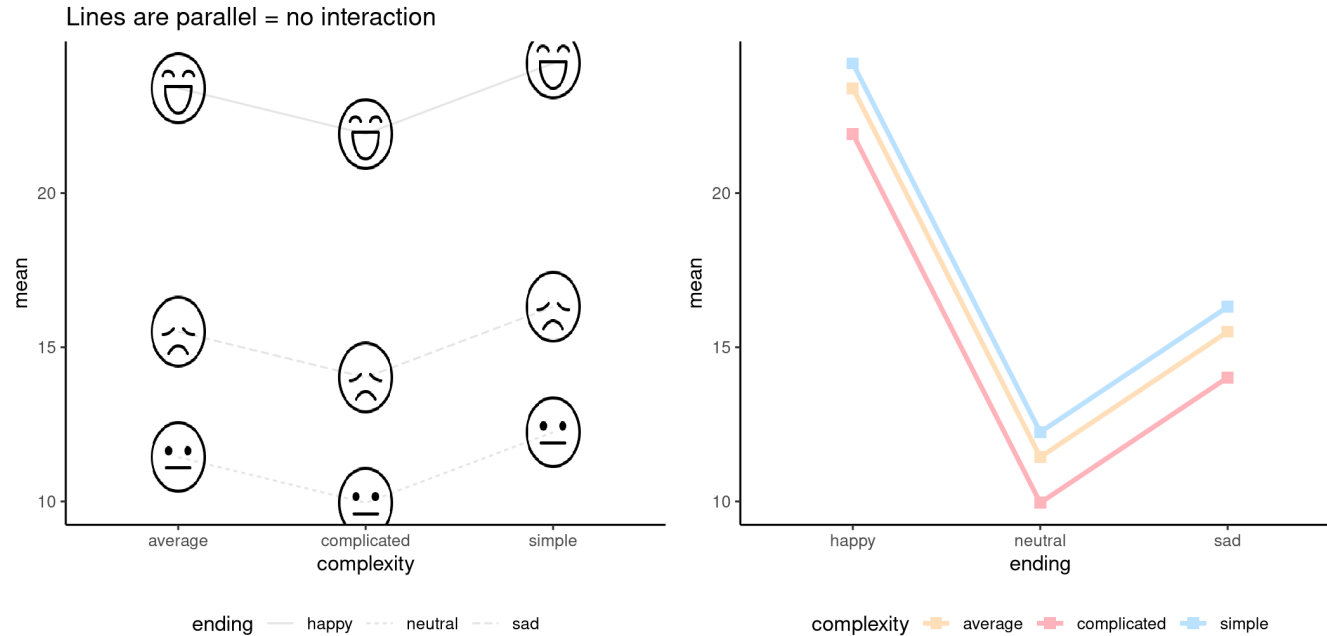 Lines are parallel = no interaction
20
15
10
mean
average complicated simple
complexity
ending happy neutral sad
20
15
10
mean
happy neutral sad
ending
complexity average complicated simple